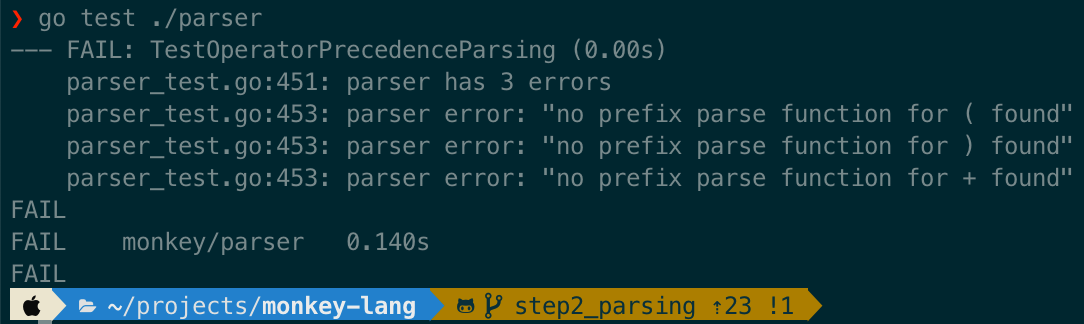 ❯ go test ./parser
--- FAIL: TestOperatorPrecedenceParsing (0.00s)
    parser_test.go:451: parser has 3 errors
    parser_test.go:453: parser error: "no prefix parse function for ( found"
    parser_test.go:453: parser error: "no prefix parse function for ) found"
    parser_test.go:453: parser error: "no prefix parse function for + found"
FAIL
FAIL    monkey/parser   0.140s
FAIL
~/projects/monkey-lang step2_parsing ⇡23 !1